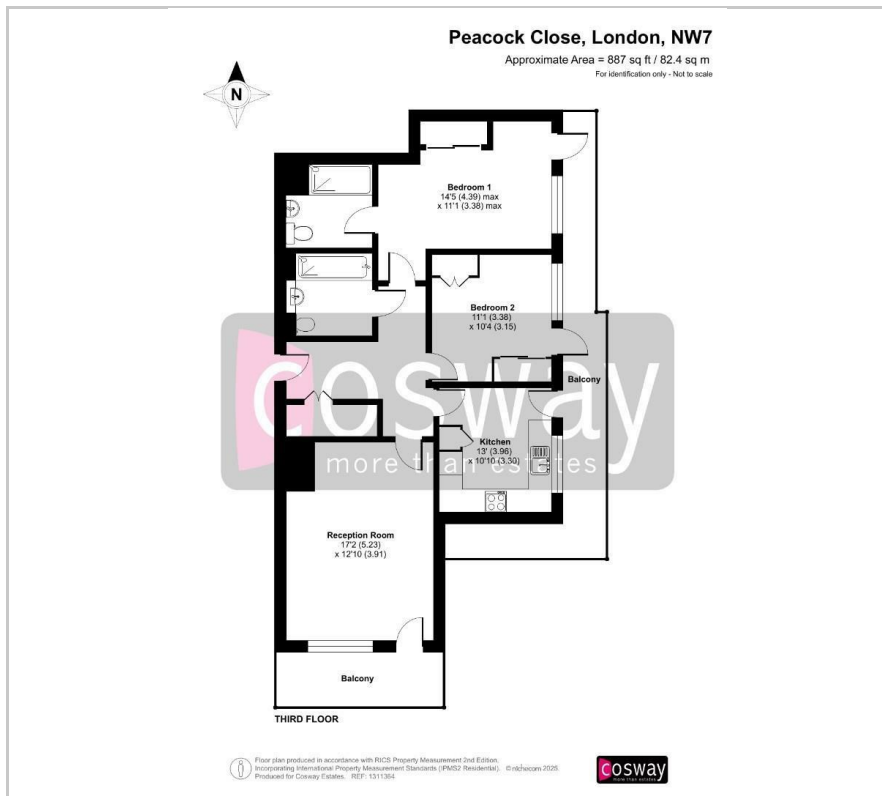 Peacock Close, London, NW7
Approximate Area = 887 sq ft / 82.4 sq m
For identification only - Not to scale
N
Bedroom 1
14'5 (4.39) max
x 11'1 (3.38) max
Bedroom 2
11'1 (3.38)
x 10'4 (3.15)
Balcony
cosway
more than estates
Kitchen
13' (3.96)
x 10'10 (3.30)
Reception Room
17'2 (5.23)
x 12'10 (3.91)
Balcony
THIRD FLOOR
Floor plan produced in accordance with RICS Property Measurement 2nd Edition.
Incorporating International Property Measurement Standards (IPMS2 Residential). © nichecom 2025.
Produced for Cosway Estates. REF: 1311364
cosway
more than estates